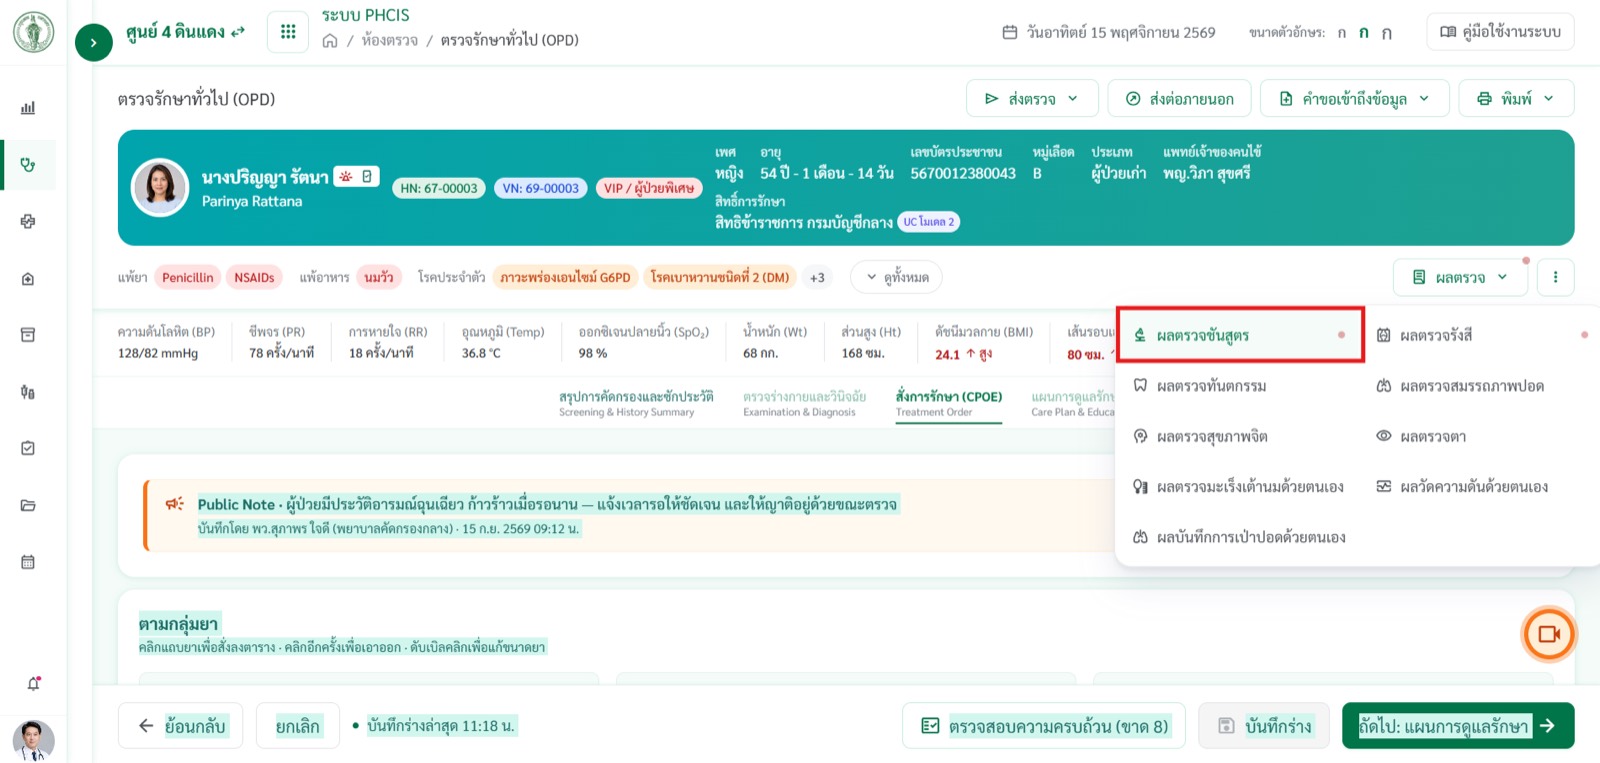 ศูนย์ 4 ดินแดง
ระบบ PHCIS
/ ห้องตรวจ / ตรวจรักษาทั่วไป (OPD)
วันอาทิตย์ 15 พฤศจิกายน 2569
ขนาดตัวอักษร: ก ก ก
คู่มือใช้งานระบบ
ตรวจรักษาทั่วไป (OPD)
ส่งตรวจ
ส่งต่อภายนอก
คำขอเข้าถึงข้อมูล
พิมพ์
นางปริญญา รัตนา
Parinya Rattana
HN: 67-00003
VN: 69-00003
VIP / ผู้ป่วยพิเศษ
เพศ
หญิง
อายุ
54 ปี - 1 เดือน - 14 วัน
เลขบัตรประชาชน
5670012380043
หมู่เลือด
B
ประเภท
ผู้ป่วยเก่า
แพทย์เจ้าของคนไข้
พญ.วิภา สุขศรี
สิทธิ์การรักษา
สิทธิข้าราชการ กรมบัญชีกลาง UC โมเดล 2
แพ้ยา Penicillin NSAIDs แพ้อาหาร นมวัว โรคประจำตัว ภาวะพร่องเอนไซม์ G6PD โรคเบาหวานชนิดที่ 2 (DM) +3 ดูทั้งหมด
ผลตรวจ
ความดันโลหิต (BP)
128/82 mmHg
ชีพจร (PR)
78 ครั้ง/นาที
การหายใจ (RR)
18 ครั้ง/นาที
อุณหภูมิ (Temp)
36.8 °C
ออกซิเจนปลายนิ้ว (SpO₂)
98 %
น้ำหนัก (Wt)
68 กก.
ส่วนสูง (Ht)
168 ซม.
ดัชนีมวลกาย (BMI)
24.1 ↑ สูง
เส้นรอบเ
80 ซม.
ผลตรวจชันสูตร
ผลตรวจรังสี
ผลตรวจทันตกรรม
ผลตรวจสมรรถภาพปอด
ผลตรวจสุขภาพจิต
ผลตรวจตา
ผลตรวจมะเร็งเต้านมด้วยตนเอง
ผลวัดความดันด้วยตนเอง
ผลบันทึกการเป่าปอดด้วยตนเอง
สรุปการคัดกรองและซักประวัติ
Screening & History Summary
ตรวจร่างกายและวินิจฉัย
Examination & Diagnosis
สั่งการรักษา (CPOE)
Treatment Order
แผนการดูแลรักษ
Care Plan & Educa
Public Note · ผู้ป่วยมีประวัติอารมณ์ฉุนเฉียว ก้าวร้าวเมื่อรอนาน — แจ้งเวลารอให้ชัดเจน และให้ญาติอยู่ด้วยขณะตรวจ
บันทึกโดย พว.สุภาพร ใจดี (พยาบาลคัดกรองกลาง) · 15 ก.ย. 2569 09:12 น.
ตามกลุ่มยา
คลิกแถบยาเพื่อสั่งลงตาราง · คลิกอีกครั้งเพื่อเอาออก · ดับเบิลคลิกเพื่อแก้ขนาดยา
ย้อนกลับ
ยกเลิก
• บันทึกร่างล่าสุด 11:18 น.
ตรวจสอบความครบถ้วน (ขาด 8)
บันทึกร่าง
ถัดไป: แผนการดูแลรักษา